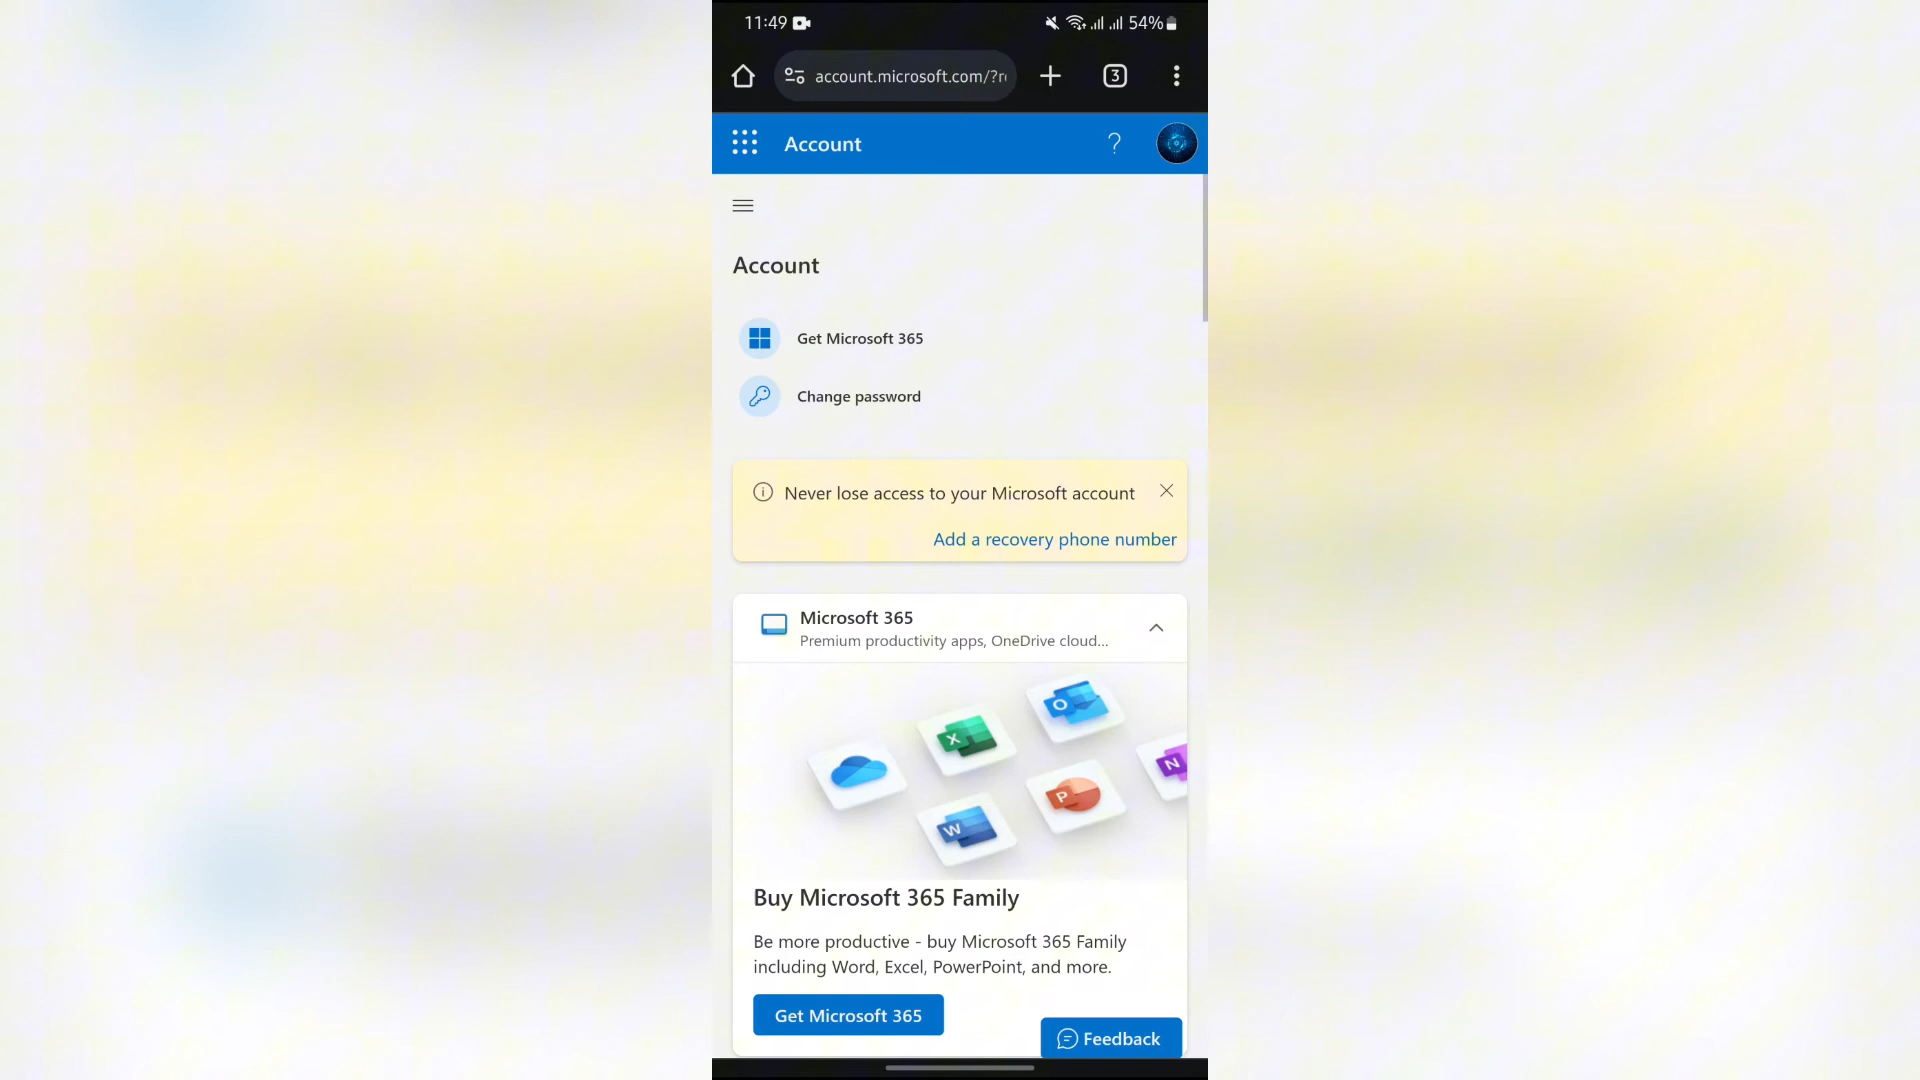 11:49
54%
account.microsoft.com/?r
3
Account
?
Account
Get Microsoft 365
Change password
Never lose access to your Microsoft account
Add a recovery phone number
Microsoft 365
Premium productivity apps, OneDrive cloud...
X
O
N
P
W
Buy Microsoft 365 Family
Be more productive - buy Microsoft 365 Family
including Word, Excel, PowerPoint, and more.
Get Microsoft 365
Feedback